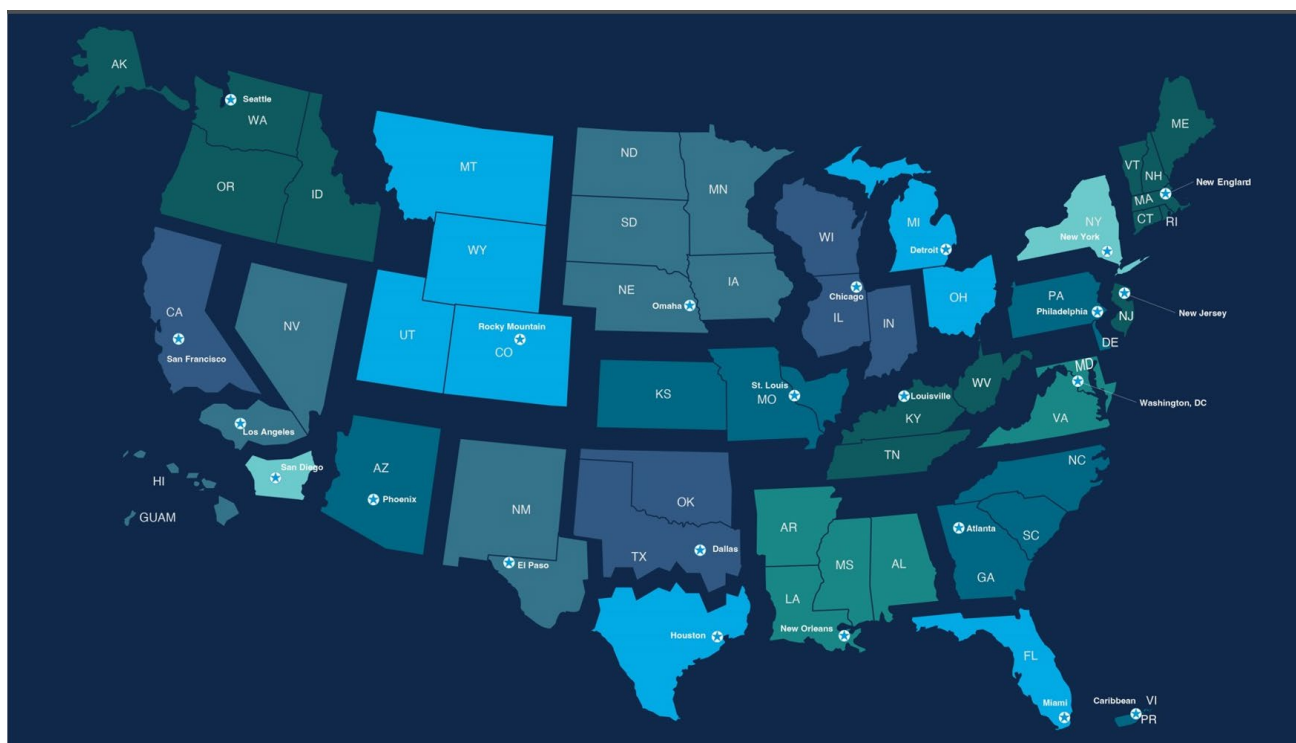 AK
Seattle
WA
OR
ID
MT
WY
UT
Rocky Mountain
CO
ND
SD
NE
Omaha
MN
IA
WI
Chicago
IL
IN
MI
Detroit
OH
ME
VT
NH
New England
MA
CT
RI
NY
New York
PA
Philadelphia
NJ
New Jersey
DE
MD
Washington, DC
VA
WV
Louisville
KY
TN
KS
St. Louis
MO
CA
San Francisco
NV
Los Angeles
San Diego
HI
GUAM
AZ
Phoenix
NM
El Paso
OK
TX
Dallas
Houston
AR
LA
MS
AL
New Orleans
NC
SC
Atlanta
GA
FL
Miami
Caribbean
VI
PR